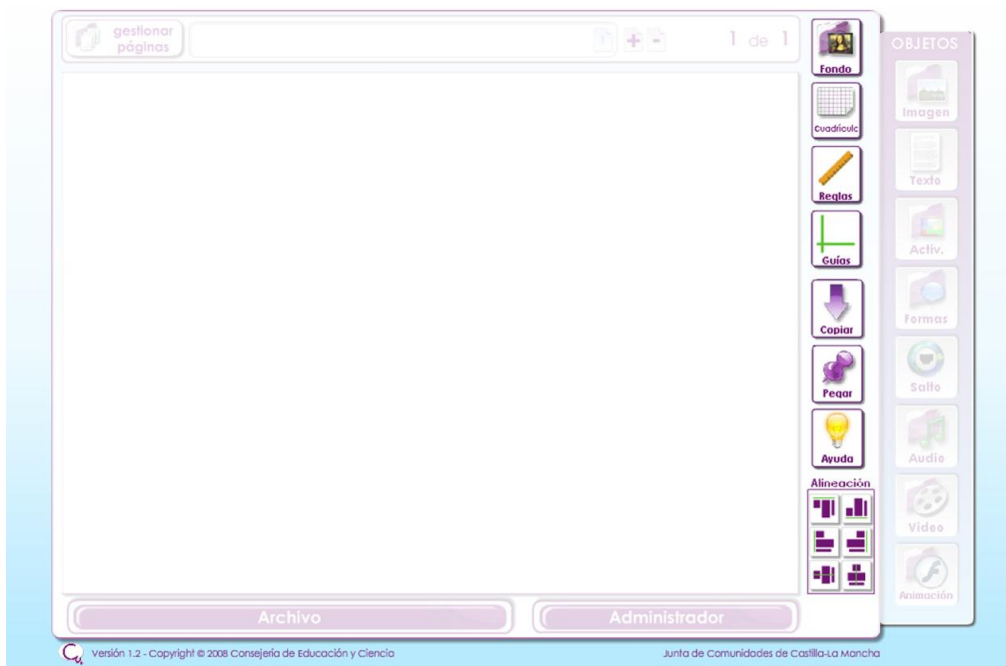 gestionar
páginas
1 de 1
Fondo
Cuadrícula
Reglas
Guías
Copiar
Pegar
Ayuda
Alineación
OBJETOS
Imagen
Texto
Activ.
Formas
Salto
Audio
Video
Animación
Archivo
Administrador
Versión 1.2 - Copyright © 2008 Consejería de Educación y Ciencia
Junta de Comunidades de Castilla-La Mancha